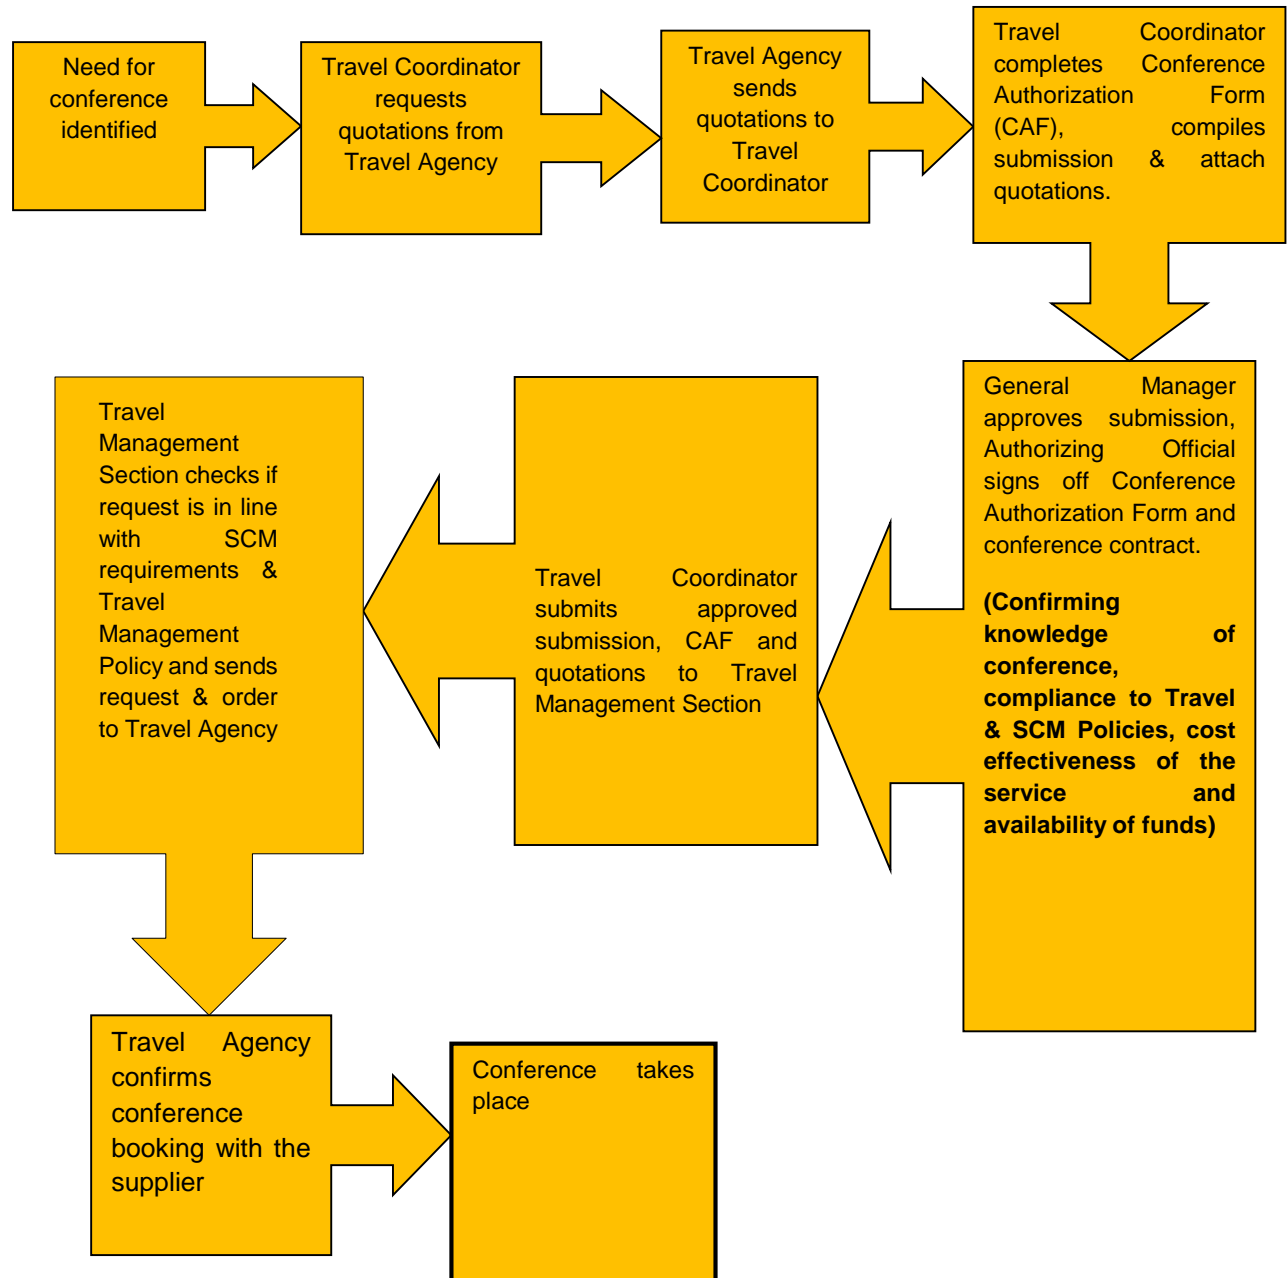 Need for
conference
identified
Travel Coordinator
requests
quotations from
Travel Agency
Travel Agency
sends
quotations to
Travel
Coordinator
Travel Coordinator
completes Conference
Authorization Form
(CAF), compiles
submission & attach
quotations.
General Manager
approves submission,
Authorizing Official
signs off Conference
Authorization Form and
conference contract.
(Confirming
knowledge of
conference,
compliance to Travel
& SCM Policies, cost
effectiveness of the
service and
availability of funds)
Travel Coordinator
submits approved
submission, CAF and
quotations to Travel
Management Section
Travel
Management
Section checks if
request is in line
with SCM
requirements &
Travel
Management
Policy and sends
request & order
to Travel Agency
Travel Agency
confirms
conference
booking with the
supplier
Conference takes
place